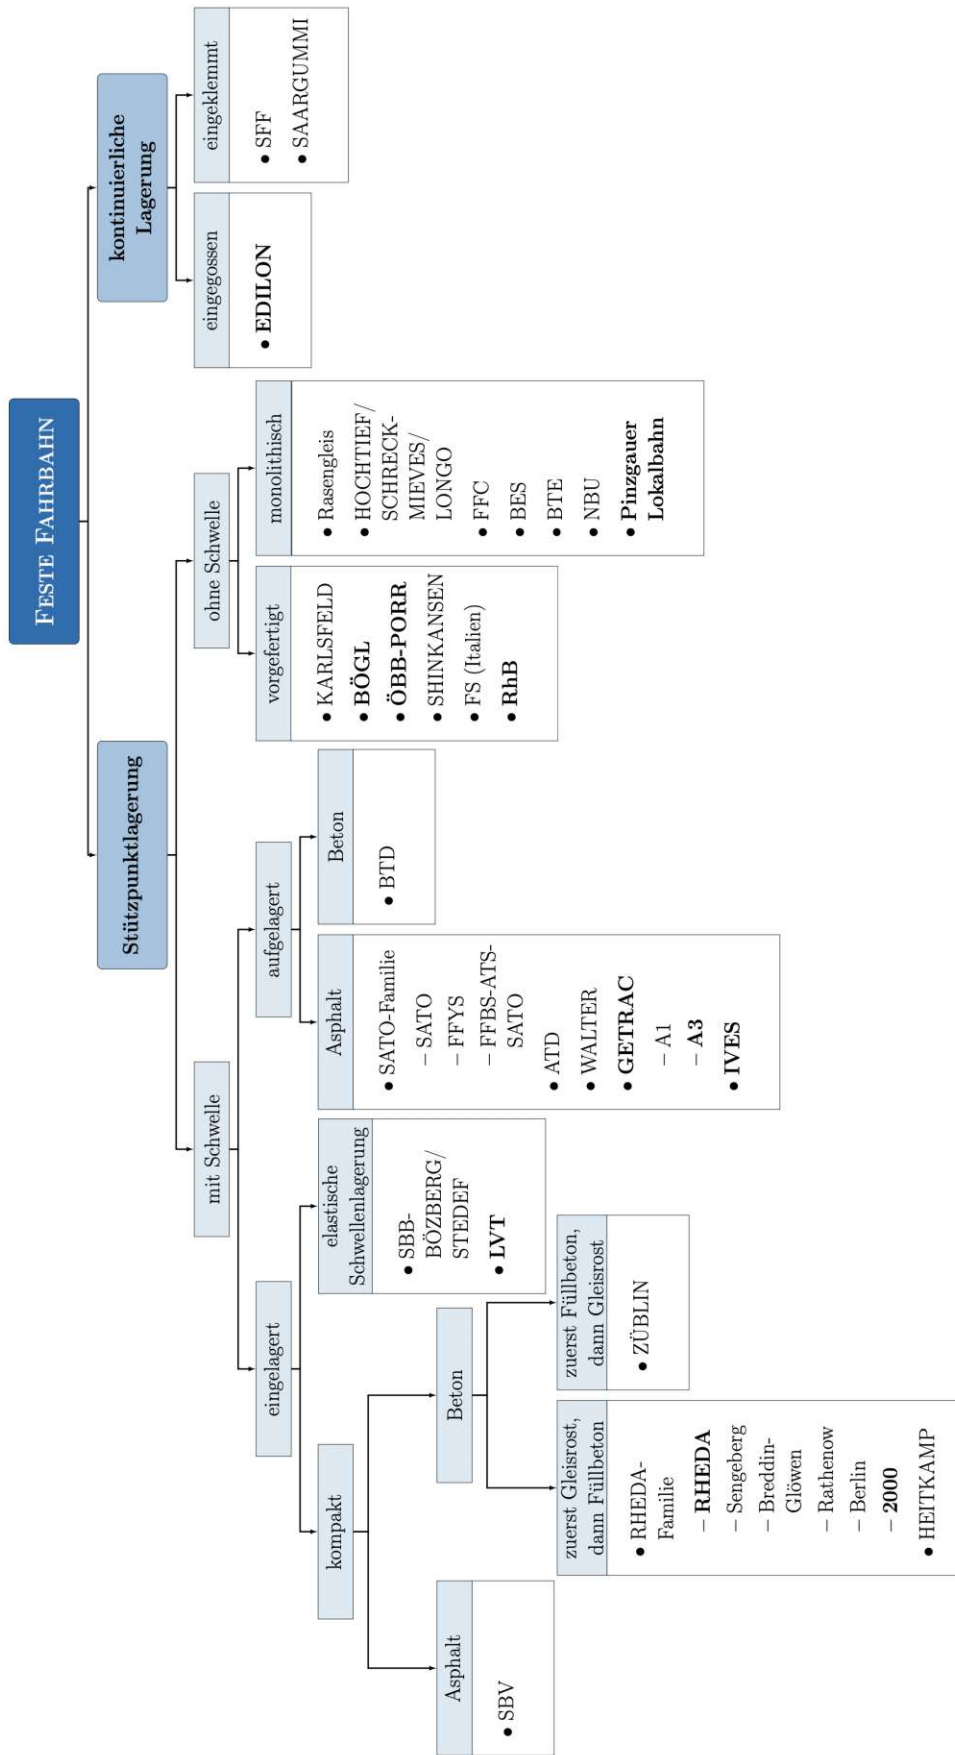 FESTE FAHRBAHN
Stützpunktlagerung
kontinuierliche
Lagerung
mit Schwelle
ohne Schwelle
eingegossen
• EDILON
eingeklemmt
• SFF
• SAARGUMMI
eingelagert
aufgelagert
vorgefertigt
• KARLSFELD
• BÖGL
• ÖBB-PORR
• SHINKANSEN
• FS (Italien)
• RhB
monolithisch
• Rasengleis
• HOCHTIEF/
SCHRECK-
MIEVES/
LONGO
• FFC
• BES
• BTE
• NBU
• Pinzgauer
Lokalbahn
kompakt
elastische
Schwellenlagerung
• SBB-
BÖZBERG/
STEDEF
• LVT
Asphalt
• SATO-Familie
– SATO
– FFYS
– FFBS-ATS-
SATO
• ATD
• WALTER
• GETRAC
– A1
– A3
• IVES
Beton
• BTD
Asphalt
• SBV
Beton
zuerst Gleisrost,
dann Füllbeton
• RHEDA-
Familie
– RHEDA
– Sengeberg
– Breddin-
Glöwen
– Rathenow
– Berlin
– 2000
• HEITKAMP
zuerst Füllbeton,
dann Gleisrost
• ZÜBLIN